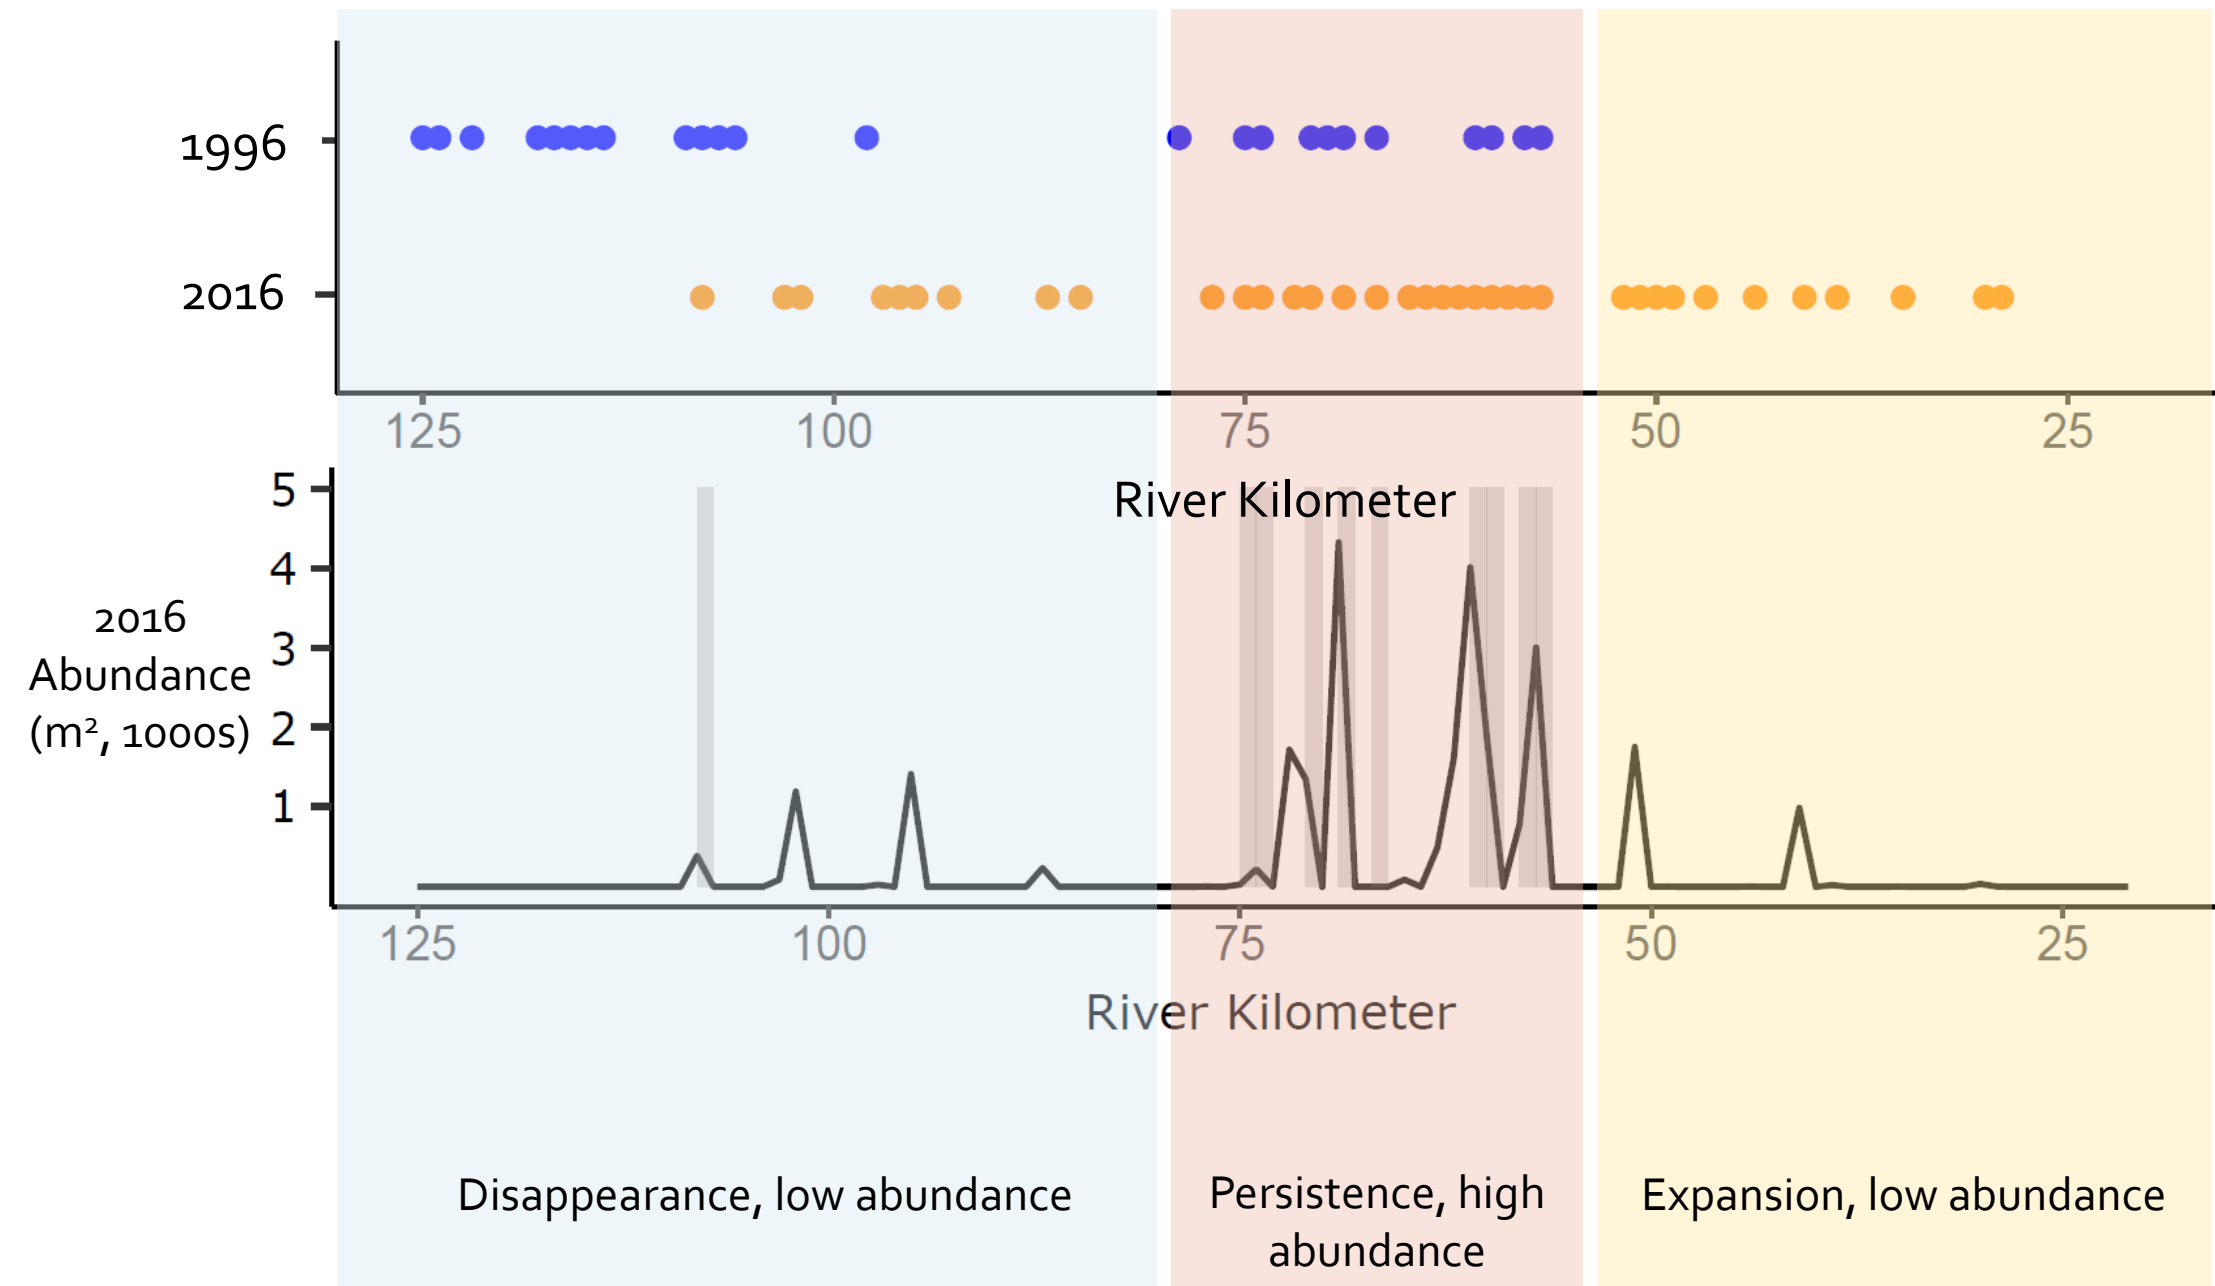 1996
2016
125 100 75 50 25
River Kilometer
5
4
3
2
1
2016
Abundance
(m², 1000s)
125 100 75 50 25
River Kilometer
Disappearance, low abundance
Persistence, high
abundance
Expansion, low abundance